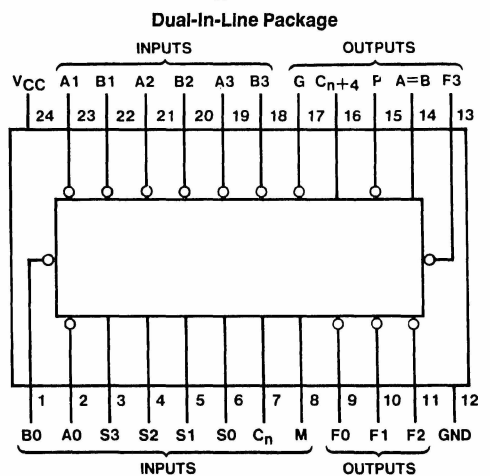 Dual-In-Line Package
INPUTS OUTPUTS
VCC A1 B1 A2 B2 A3 B3 G Cn+4 P A=B F3
24 23 22 21 20 19 18 17 16 15 14 13
1 2 3 4 5 6 7 8 9 10 11 12
B0 A0 S3 S2 S1 S0 Cn M F0 F1 F2 GND
INPUTS OUTPUTS